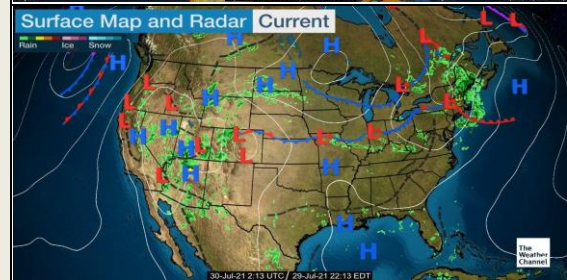 Surface Map and Radar Current
Rain Ice Snow
H H H L L
L H H
L L H H L H
L L H H L L
H H L L L L
H L
L H H
H
H
The
Weather
Channel
30-Jul-21 2:13 UTC / 29-Jul-21 22:13 EDT